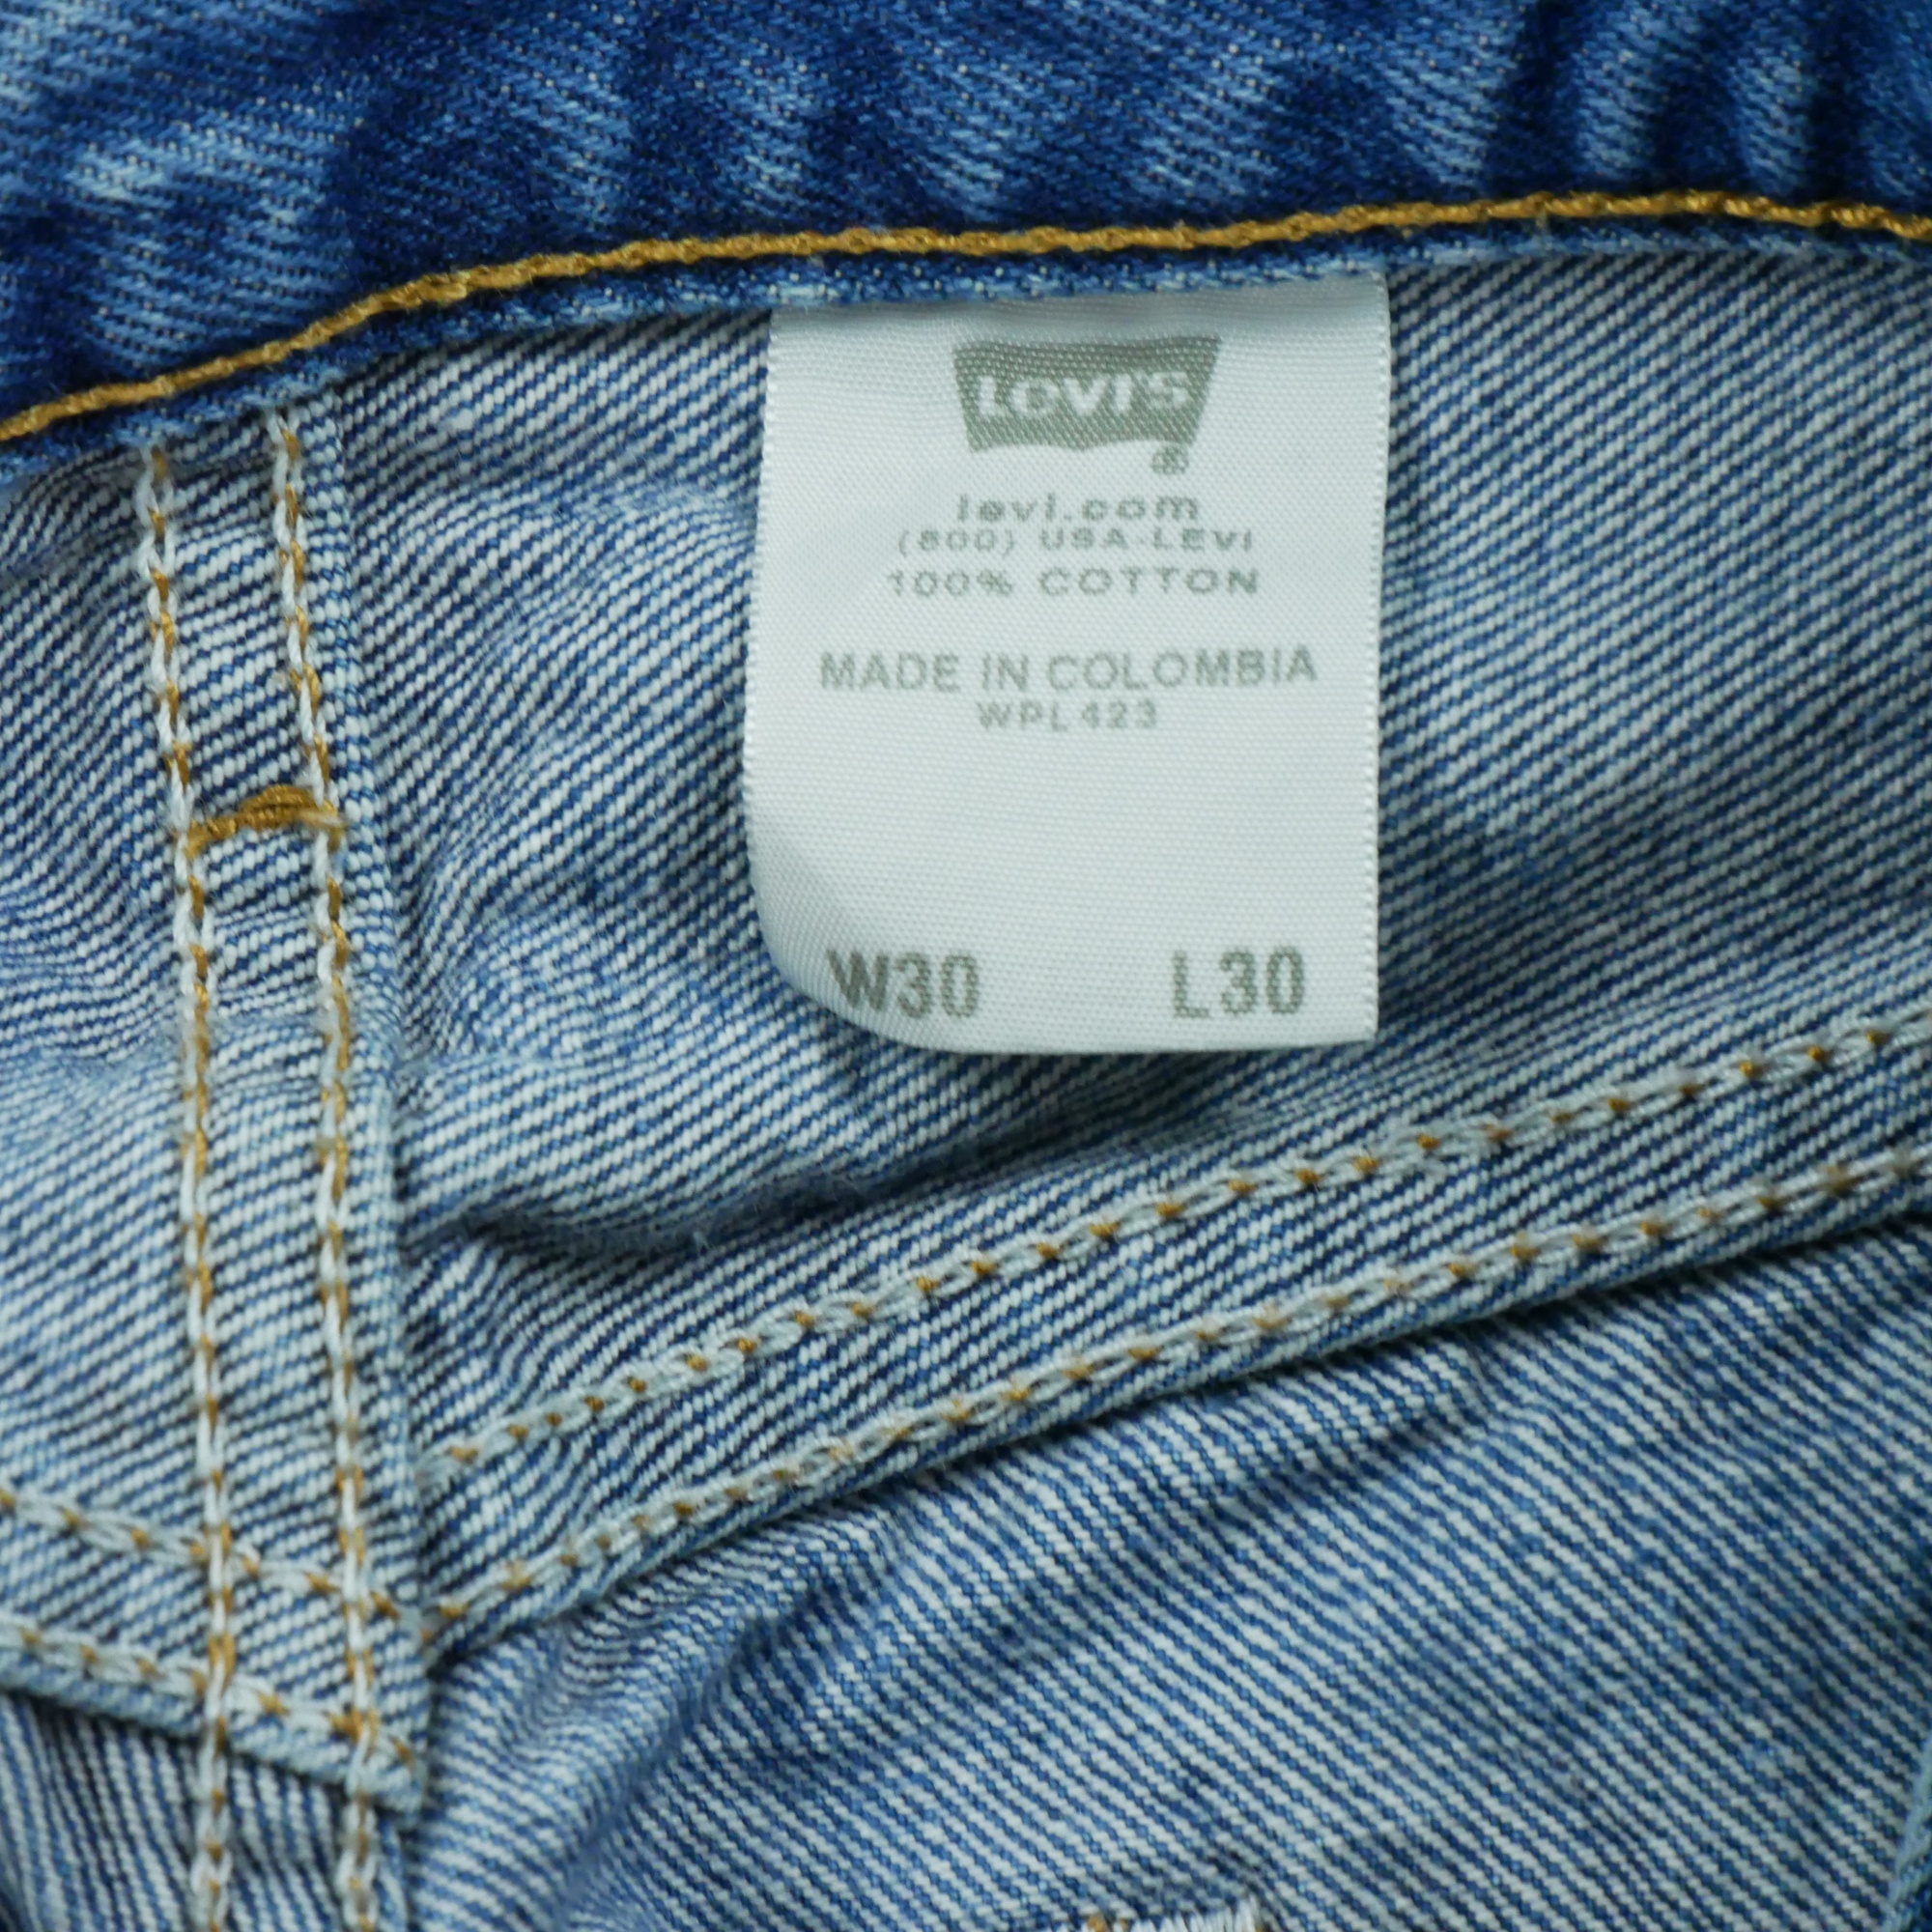 Levi's
®
levi.com
(800) USA-LEVI
100% COTTON
MADE IN COLOMBIA
WPL 423
W30 L30